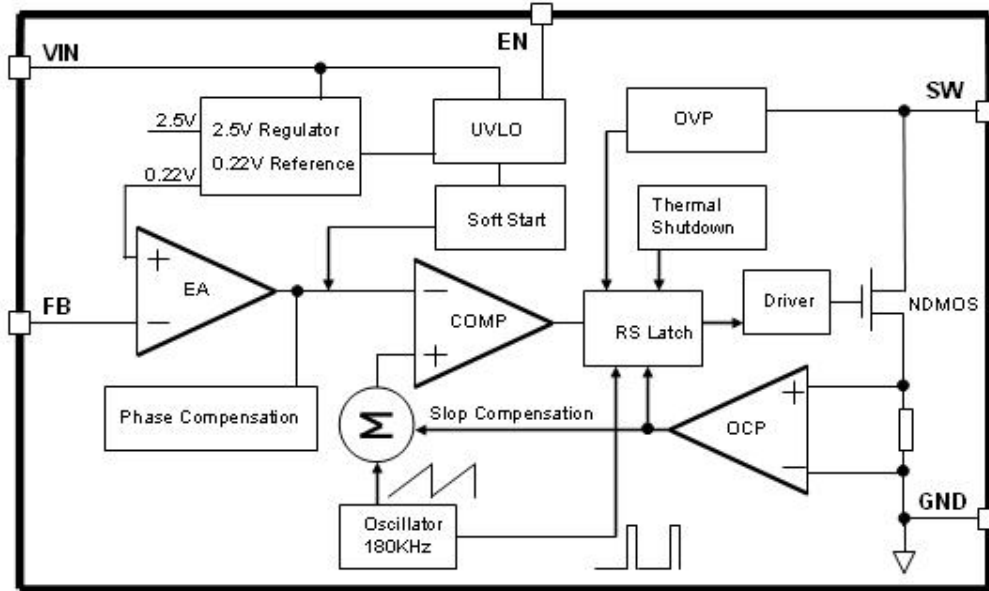 EN
VIN
SW
2.5V
2.5V Regulator
0.22V Reference
UVLO
OVP
0.22V
Soft Start
Thermal
Shutdown
+
EA
−
FB
−
COMP
+
RS Latch
Driver
NDMOS
Phase Compensation
Σ
Slop Compensation
+
OCP
−
GND
Oscillator
180KHz